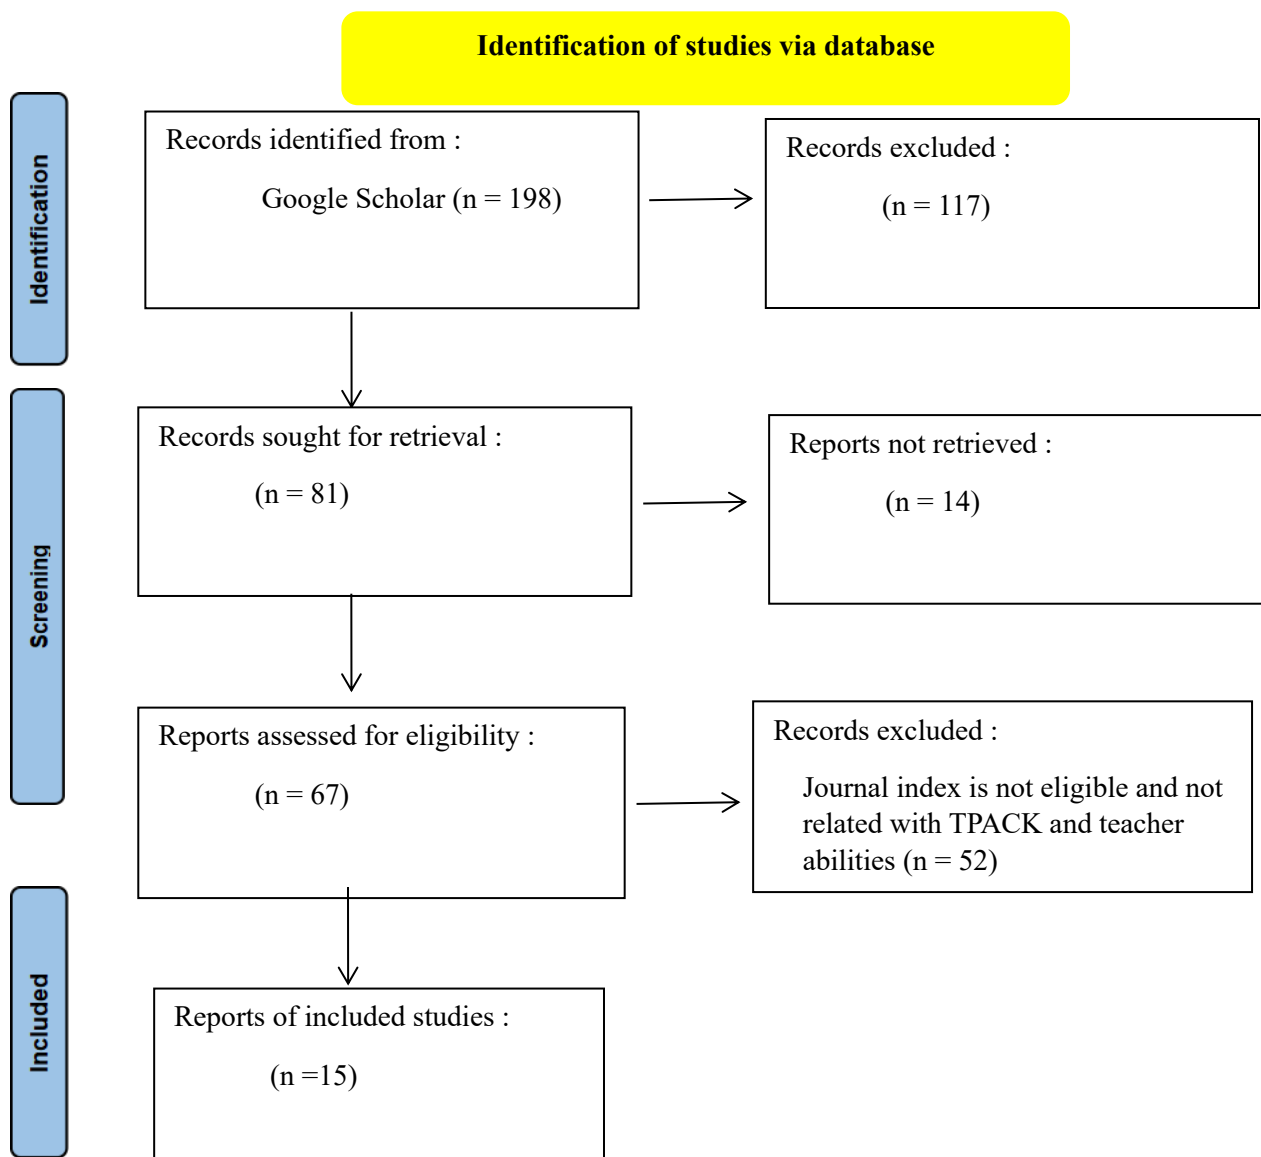 Identification of studies via database
Identification
Records identified from :
Google Scholar (n = 198)
Records excluded :
(n = 117)
Screening
Records sought for retrieval :
(n = 81)
Reports not retrieved :
(n = 14)
Reports assessed for eligibility :
(n = 67)
Records excluded :
Journal index is not eligible and not
related with TPACK and teacher
abilities (n = 52)
Included
Reports of included studies :
(n =15)